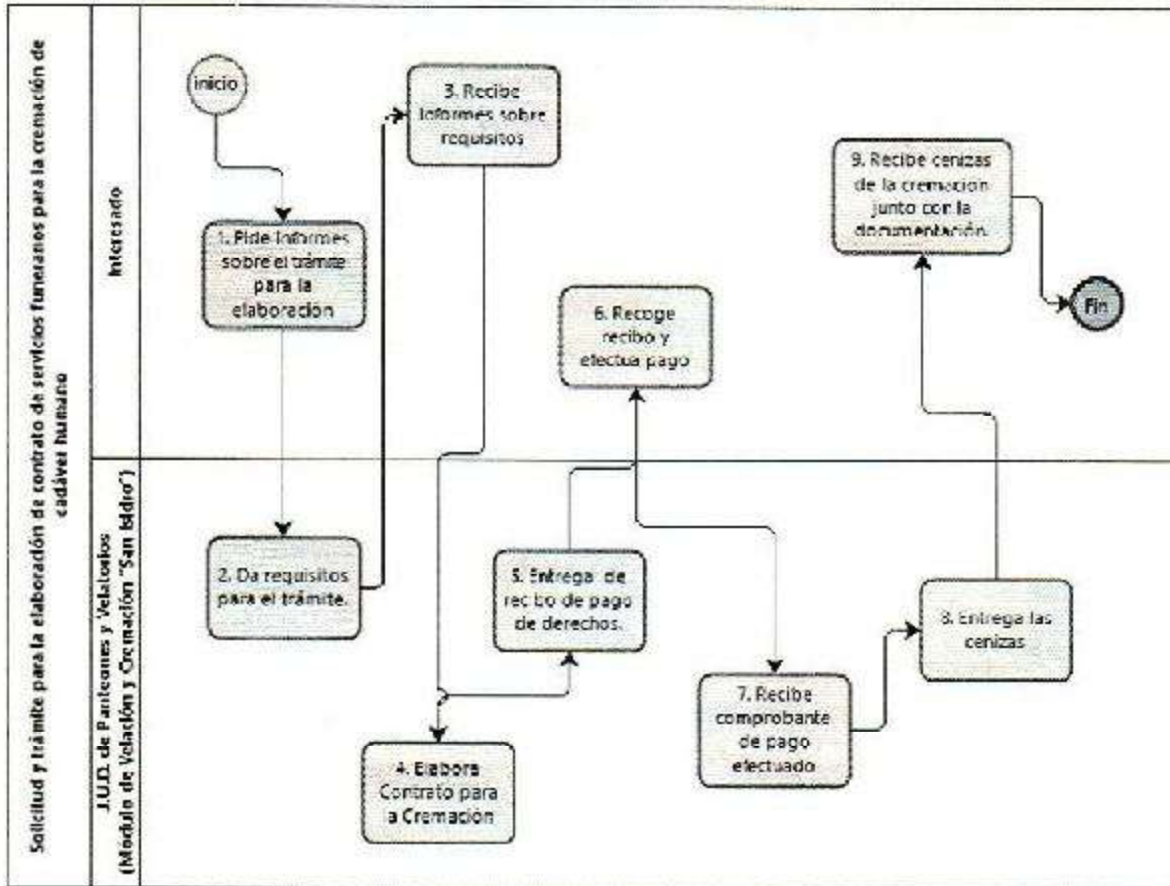 Solicitud y trámite para la elaboración de contrato de servicios funerarios para la cremación de
cadáver humano
Interesado
J.U.D. de Panteones y Velatorios
(Módulo de Velación y Cremación "San Isidro")
inicio
1. Pide informes
sobre el trámite
para la
elaboración
2. Da requisitos
para el trámite.
3. Recibe
informes sobre
requisitos
4. Elabora
Contrato para
la Cremación
5. Entrega de
recibo de pago
de derechos.
6. Recoge
recibo y
efectua pago
7. Recibe
comprobante
de pago
efectuado
8. Entrega las
cenizas
9. Recibe cenizas
de la cremación
junto con la
documentación.
Fin